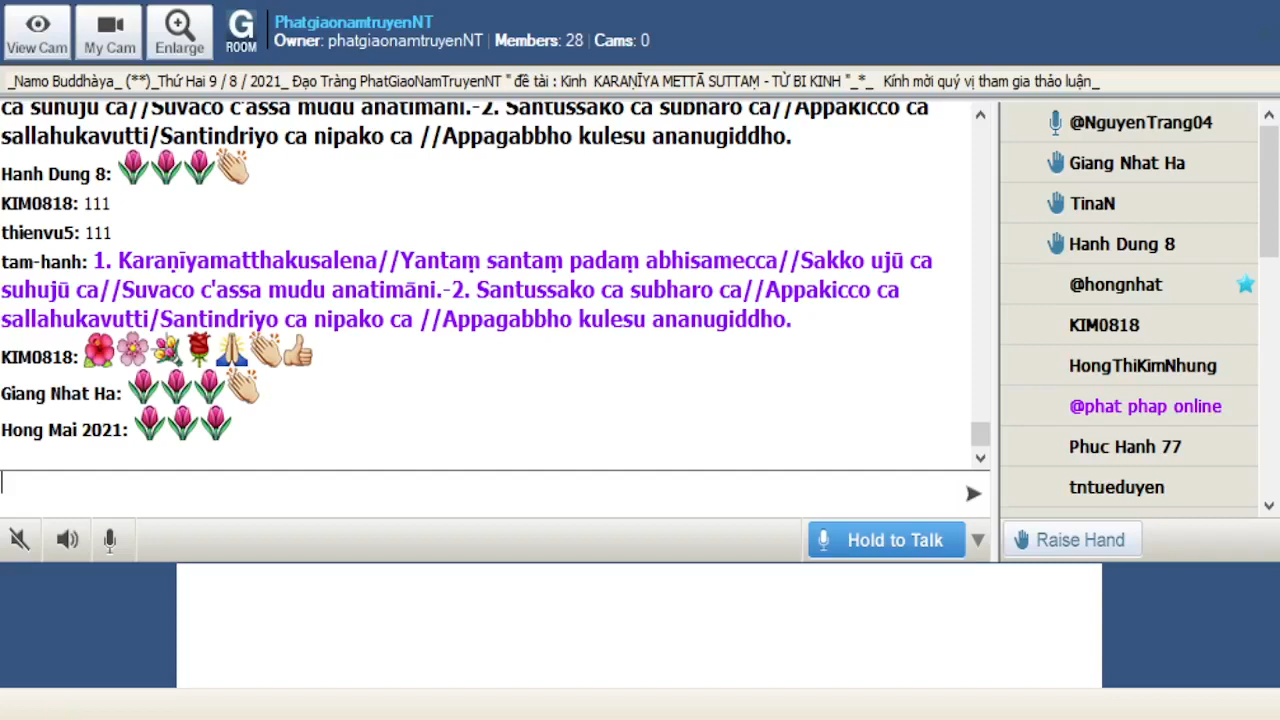 View Cam
My Cam
Enlarge
G
ROOM
PhatgiaonamtruyenNT
Owner: phatgiaonamtruyenNT | Members: 28 | Cams: 0
_Namo Buddhàya_ (**)_Thứ Hai 9 / 8 / 2021_ Đạo Tràng PhatGiaoNamTruyenNT " đề tài : Kinh KARAṆĪYA METTĀ SUTTAṂ - TỪ BI KINH "_*_ Kính mời quý vị tham gia thảo luận_
ca suhujū ca//Suvaco c'assa mudu anatimāni.-2. Santussako ca subharo ca//Appakicco ca
sallahukavutti/Santindriyo ca nipako ca //Appagabbho kulesu ananugiddho.
Hanh Dung 8:
KIM0818: 111
thienvu5: 111
tam-hanh: 1. Karaṇīyamatthakusalena//Yantaṃ santaṃ padaṃ abhisamecca//Sakko ujū ca
suhujū ca//Suvaco c'assa mudu anatimāni.-2. Santussako ca subharo ca//Appakicco ca
sallahukavutti/Santindriyo ca nipako ca //Appagabbho kulesu ananugiddho.
KIM0818:
Giang Nhat Ha:
Hong Mai 2021:
Hold to Talk
@NguyenTrang04
Giang Nhat Ha
TinaN
Hanh Dung 8
@hongnhat
KIM0818
HongThiKimNhung
@phat phap online
Phuc Hanh 77
tntueduyen
Raise Hand